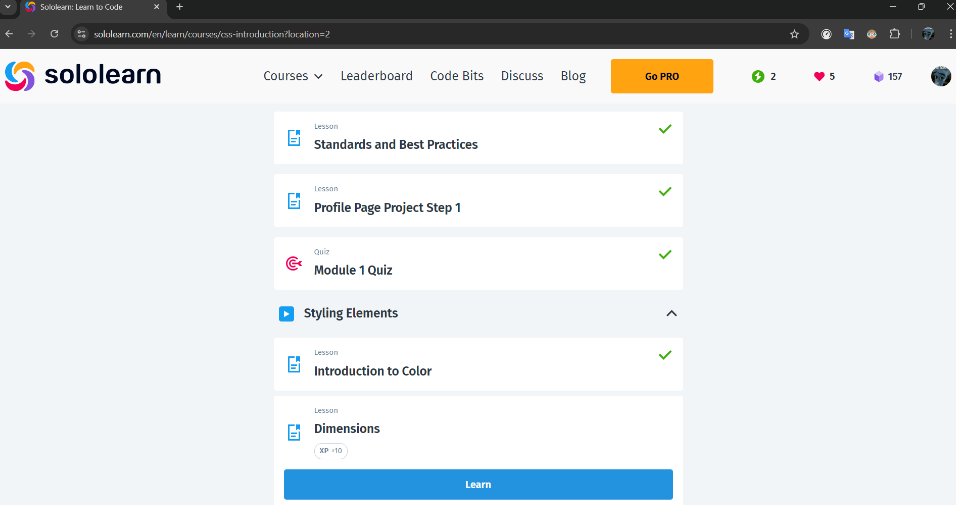 Sololearn: Learn to Code
sololearn.com/en/learn/courses/css-introduction?location=2
sololearn
Courses Leaderboard Code Bits Discuss Blog Go PRO 2 5 157
Lesson
Standards and Best Practices
Lesson
Profile Page Project Step 1
Quiz
Module 1 Quiz
Styling Elements
Lesson
Introduction to Color
Lesson
Dimensions
XP +10
Learn